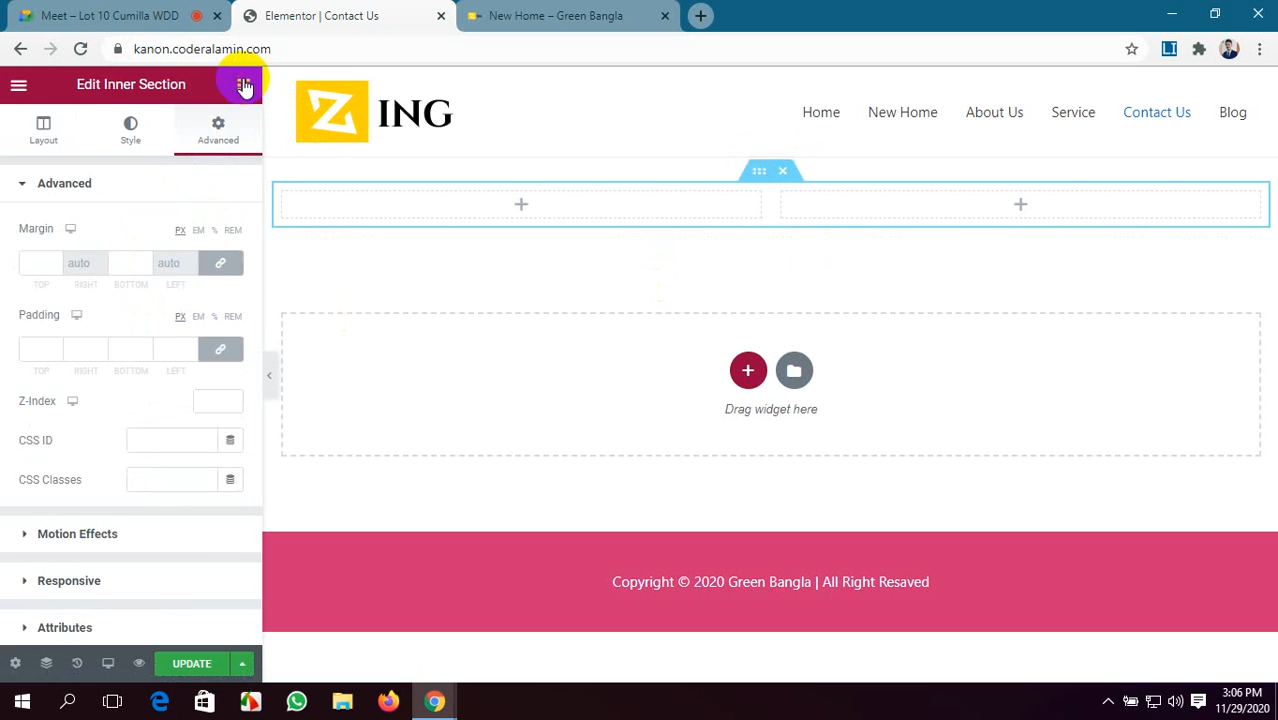 Meet – Lot 10 Cumilla WDD
Elementor | Contact Us
New Home – Green Bangla
kanon.coderalamin.com
Edit Inner Section
Layout
Style
Advanced
Z ING
Home
New Home
About Us
Service
Contact Us
Blog
Advanced
Margin
PX EM % REM
auto
auto
TOP RIGHT BOTTOM LEFT
Padding
PX EM % REM
TOP RIGHT BOTTOM LEFT
Z-Index
CSS ID
CSS Classes
Motion Effects
Responsive
Attributes
UPDATE
Drag widget here
Copyright © 2020 Green Bangla | All Right Resaved
3:06 PM
11/29/2020